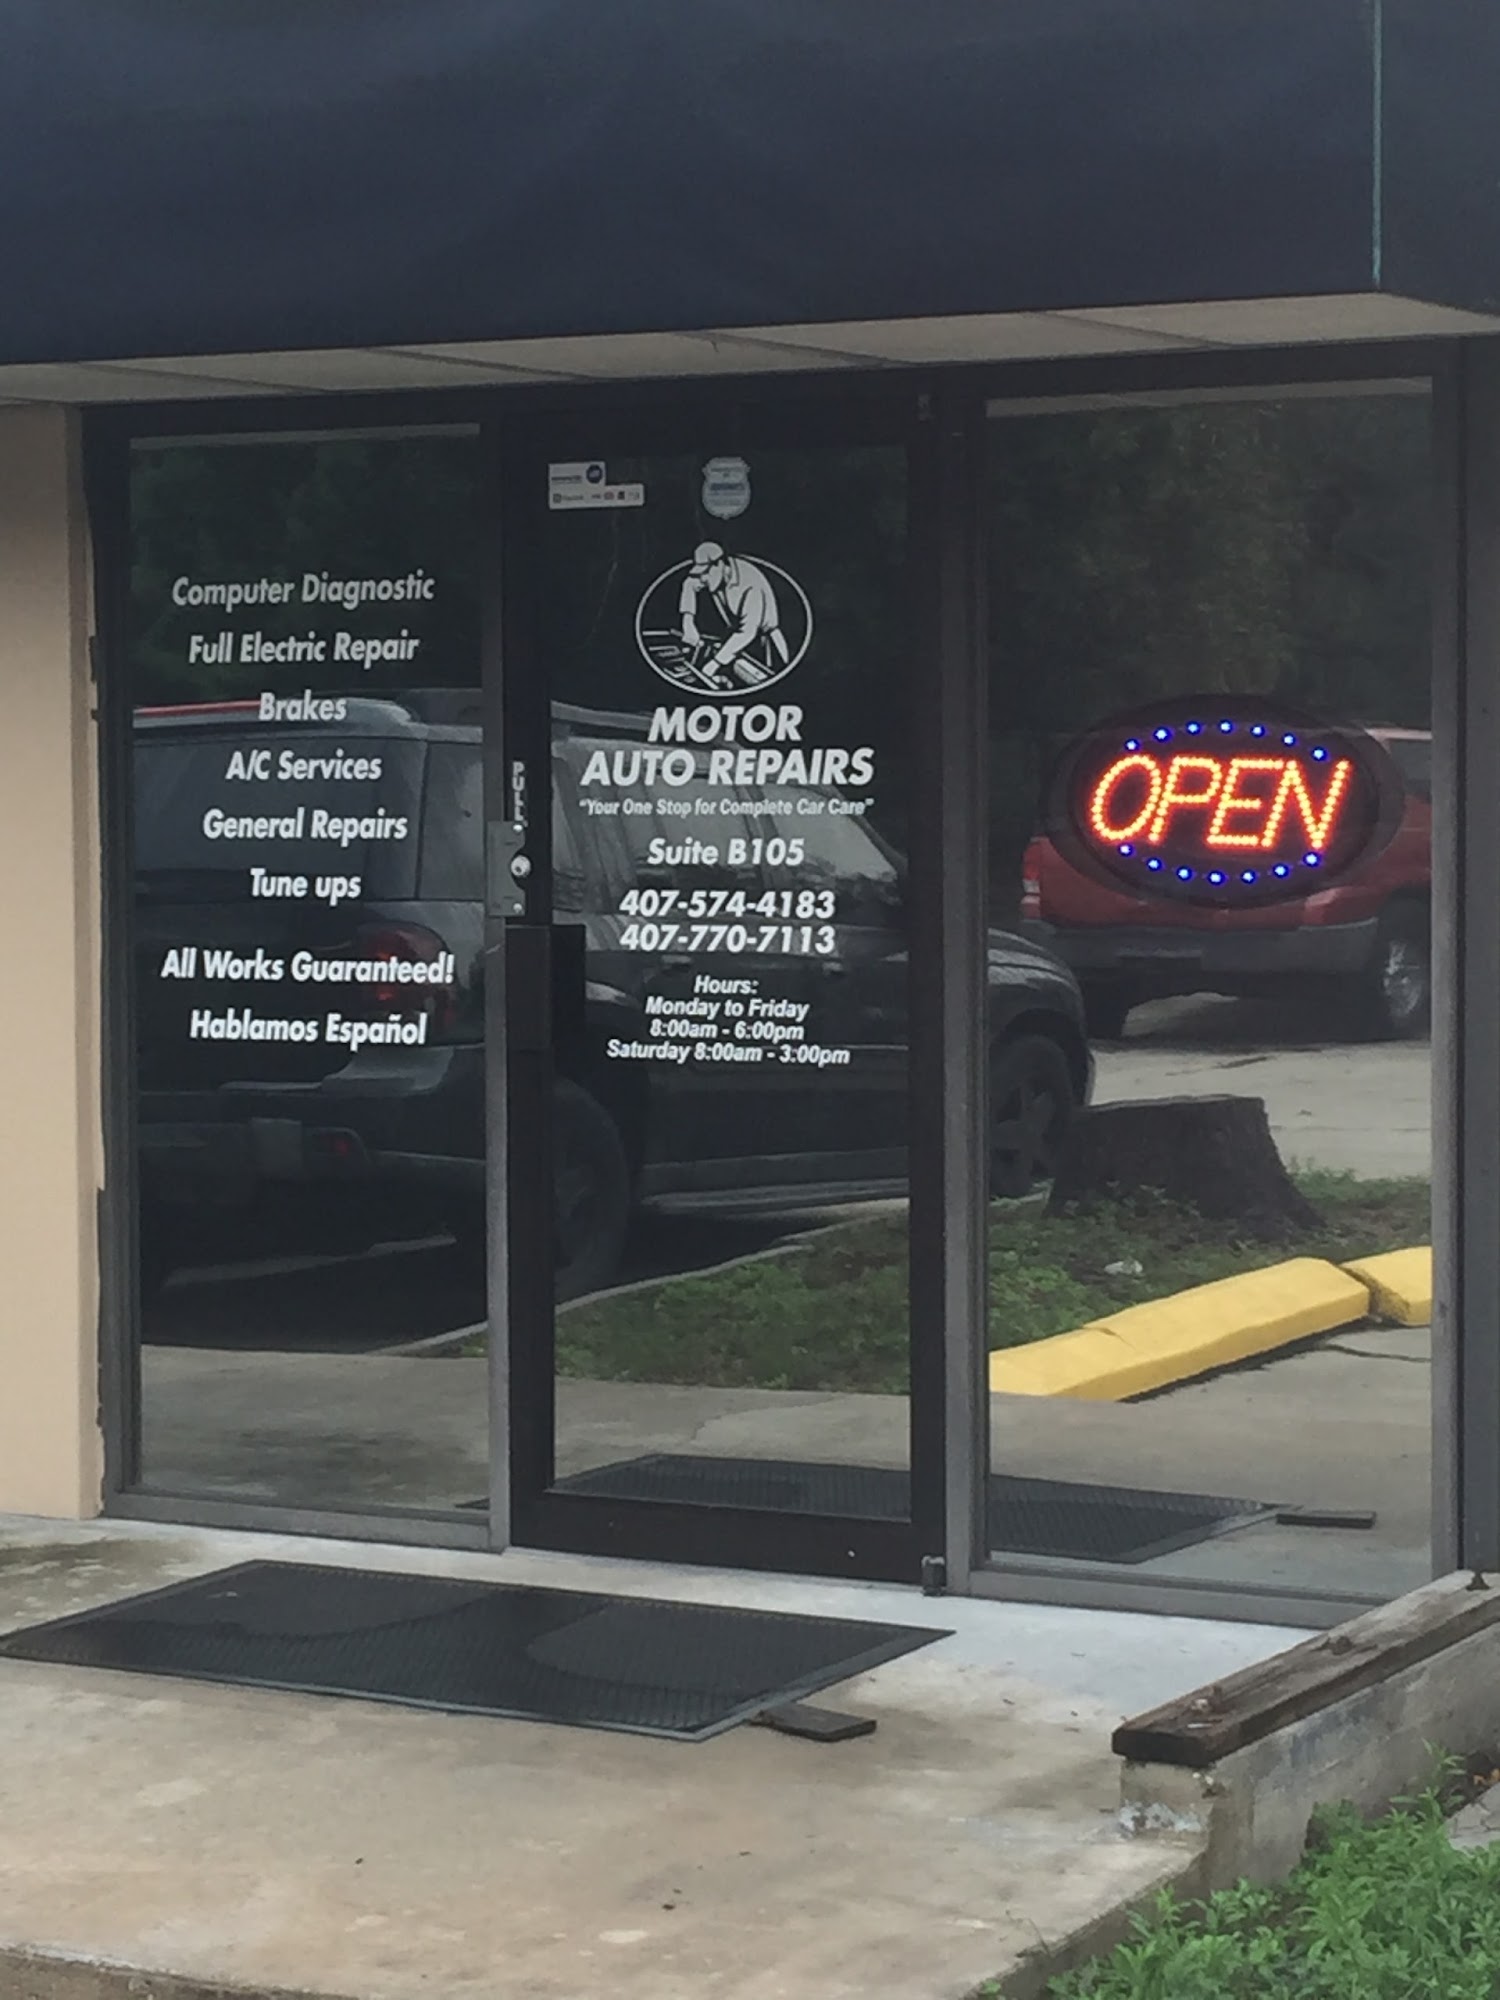 Computer Diagnostic
Full Electric Repair
Brakes
A/C Services
General Repairs
Tune ups
All Works Guaranteed!
Hablamos Español
PULL
MOTOR
AUTO REPAIRS
"Your One Stop for Complete Car Care"
Suite B105
407-574-4183
407-770-7113
Hours:
Monday to Friday
8:00am - 6:00pm
Saturday 8:00am - 3:00pm
OPEN